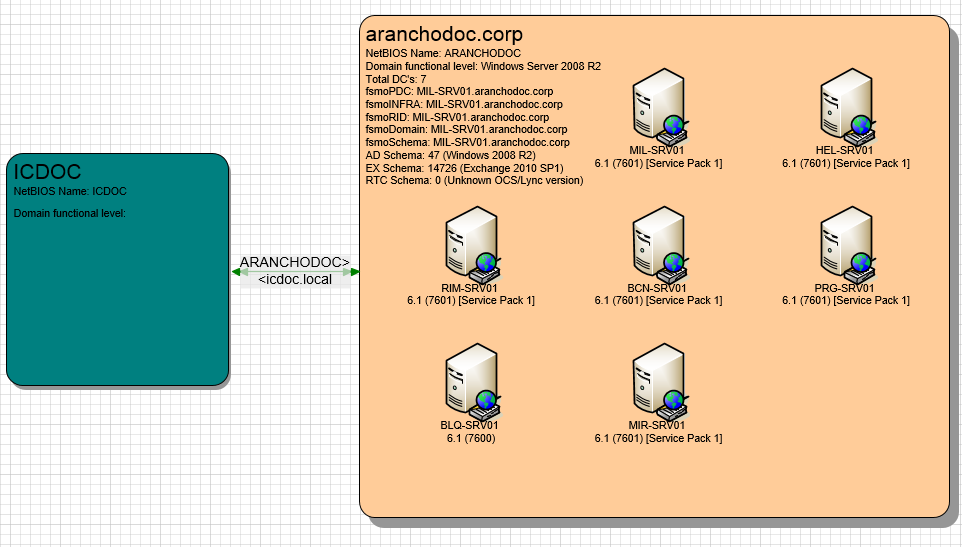 ICDOC
NetBIOS Name: ICDOC
Domain functional level:
ARANCHODOC>
<icdoc.local
aranchodoc.corp
NetBIOS Name: ARANCHODOC
Domain functional level: Windows Server 2008 R2
Total DC's: 7
fsmoPDC: MIL-SRV01.aranchodoc.corp
fsmoINFRA: MIL-SRV01.aranchodoc.corp
fsmoRID: MIL-SRV01.aranchodoc.corp
fsmoDomain: MIL-SRV01.aranchodoc.corp
fsmoSchema: MIL-SRV01.aranchodoc.corp
AD Schema: 47 (Windows 2008 R2)
EX Schema: 14726 (Exchange 2010 SP1)
RTC Schema: 0 (Unknown OCS/Lync version)
MIL-SRV01
6.1 (7601) [Service Pack 1]
HEL-SRV01
6.1 (7601) [Service Pack 1]
RIM-SRV01
6.1 (7601) [Service Pack 1]
BCN-SRV01
6.1 (7601) [Service Pack 1]
PRG-SRV01
6.1 (7601) [Service Pack 1]
BLQ-SRV01
6.1 (7600)
MIR-SRV01
6.1 (7601) [Service Pack 1]